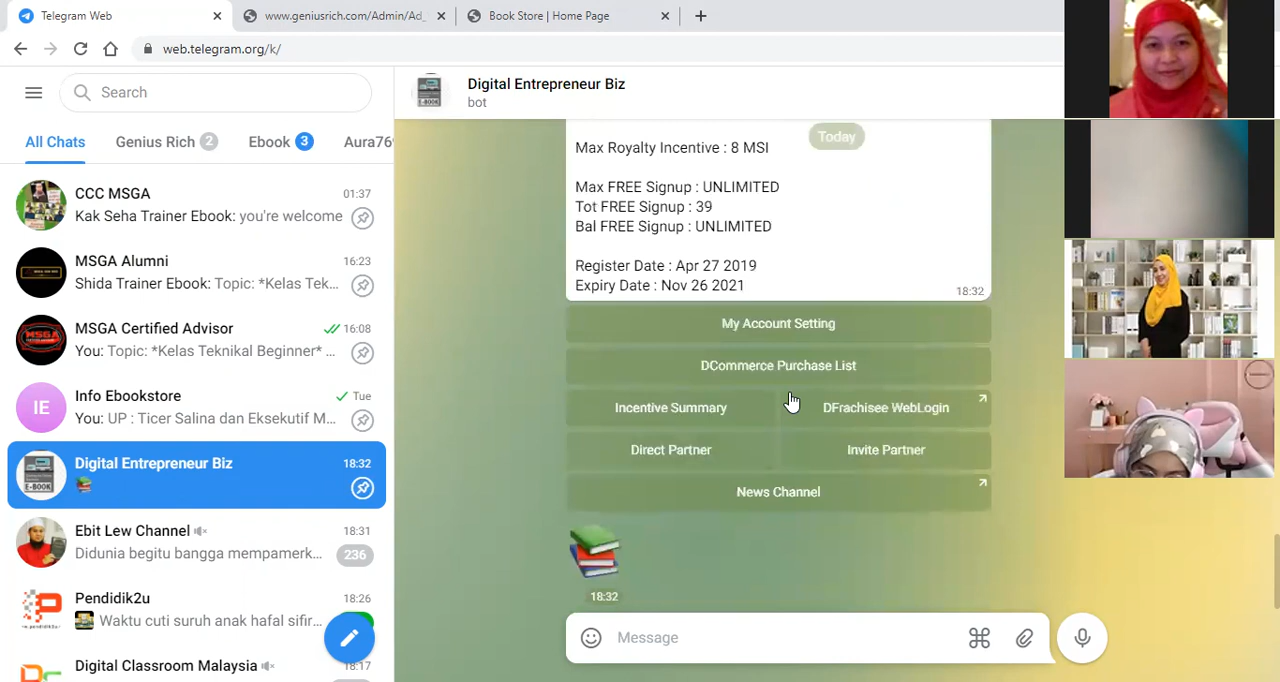 Telegram Web
www.geniusrich.com/Admin/Ad
Book Store | Home Page
web.telegram.org/k/
Search
All Chats
Genius Rich 2
Ebook 3
Aura76
CCC MSGA
01:37
Kak Seha Trainer Ebook: you're welcome
MSGA Alumni
16:23
Shida Trainer Ebook: Topic: *Kelas Tek...
MSGA Certified Advisor
16:08
You: Topic: *Kelas Teknikal Beginner* ...
Info Ebookstore
Tue
IE
You: UP : Ticer Salina dan Eksekutif M...
Digital Entrepreneur Biz
18:32
E-BOOK
Ebit Lew Channel
18:31
Didunia begitu bangga mempamerk...
236
Pendidik2u
18:26
Waktu cuti suruh anak hafal sifir...
Digital Classroom Malaysia
18:17
Digital Entrepreneur Biz
bot
Today
Max Royalty Incentive : 8 MSI
Max FREE Signup : UNLIMITED
Tot FREE Signup : 39
Bal FREE Signup : UNLIMITED
Register Date : Apr 27 2019
Expiry Date : Nov 26 2021
18:32
My Account Setting
DCommerce Purchase List
Incentive Summary
DFrachisee WebLogin
Direct Partner
Invite Partner
News Channel
18:32
Message